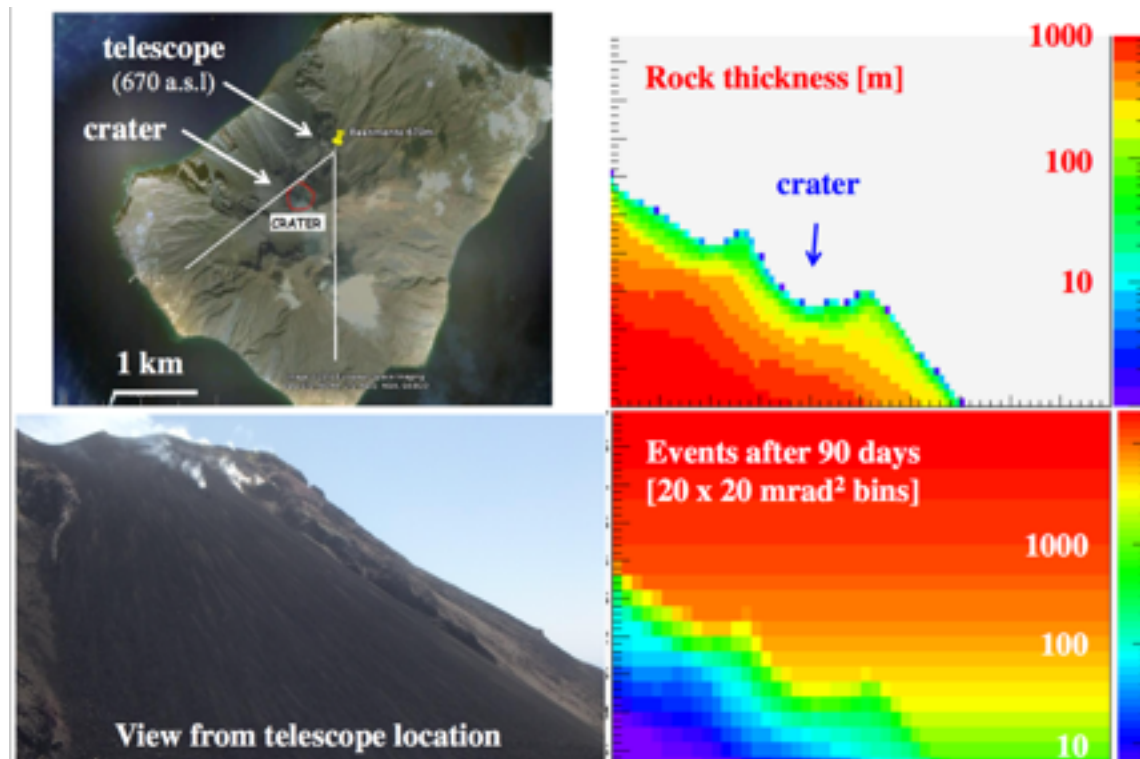 telescope
(670 a.s.l)
crater
CRATER
1 km
Rock thickness [m]
1000
100
10
crater
View from telescope location
Events after 90 days
[20 x 20 mrad² bins]
1000
100
10